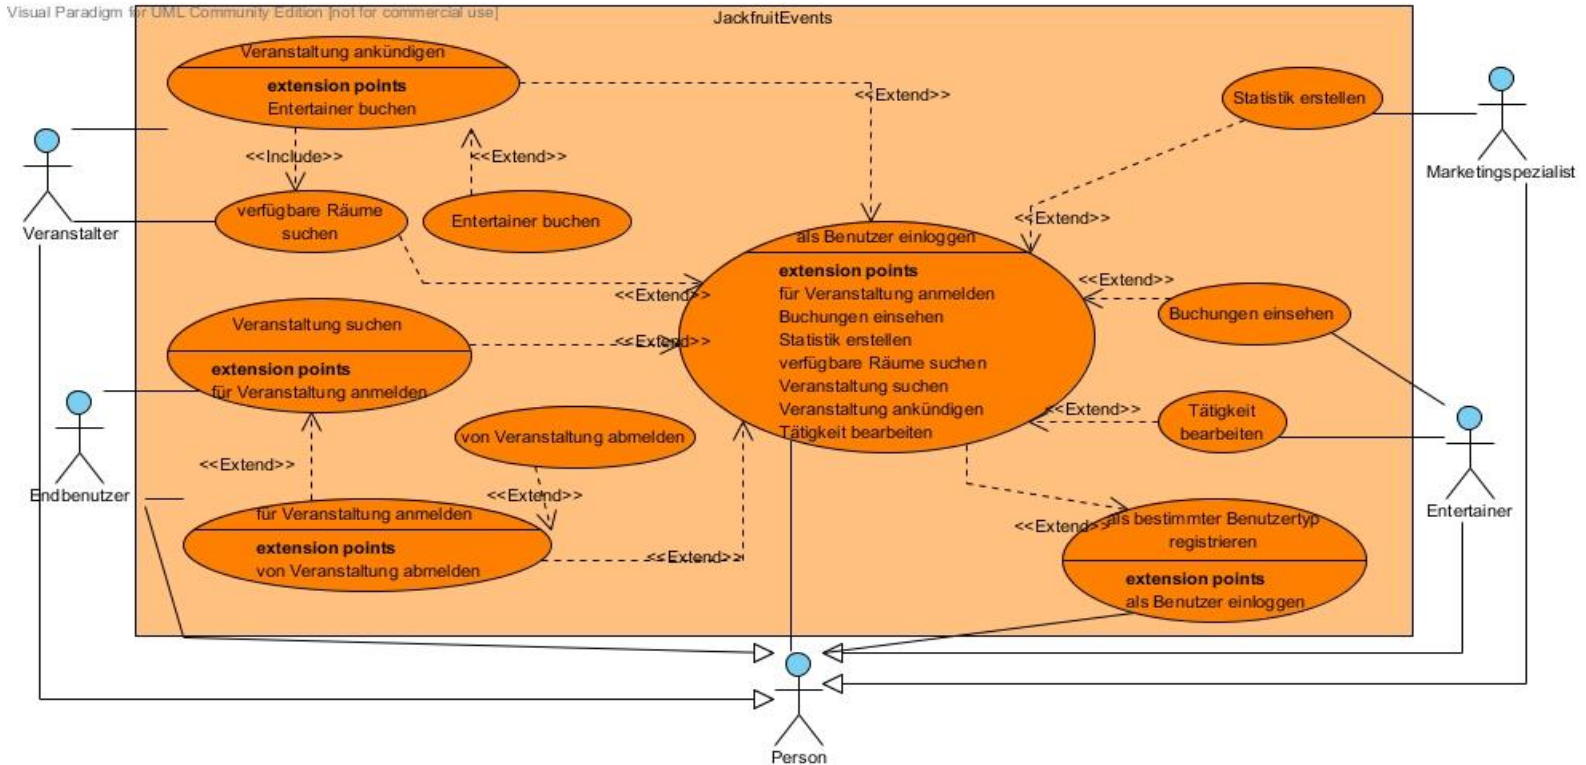 Visual Paradigm for UML Community Edition [not for commercial use]
JackfruitEvents
Veranstaltung ankündigen
extension points
Entertainer buchen
<<Extend>>
Statistik erstellen
<<Include>>
<<Extend>>
Marketingspezialist
verfügbare Räume
suchen
Entertainer buchen
<<Extend>>
Veranstalter
als Benutzer einloggen
extension points
für Veranstaltung anmelden
Buchungen einsehen
Statistik erstellen
verfügbare Räume suchen
Veranstaltung suchen
Veranstaltung ankündigen
Tätigkeit bearbeiten
<<Extend>>
Buchungen einsehen
<<Extend>>
Veranstaltung suchen
extension points
für Veranstaltung anmelden
<<Extend>>
<<Extend>>
Tätigkeit
bearbeiten
von Veranstaltung abmelden
<<Extend>>
<<Extend>>
Endbenutzer
Entertainer
für Veranstaltung anmelden
extension points
von Veranstaltung abmelden
<<Extend>>
<<Extend>>
als bestimmter Benutzertyp
registrieren
extension points
als Benutzer einloggen
Person